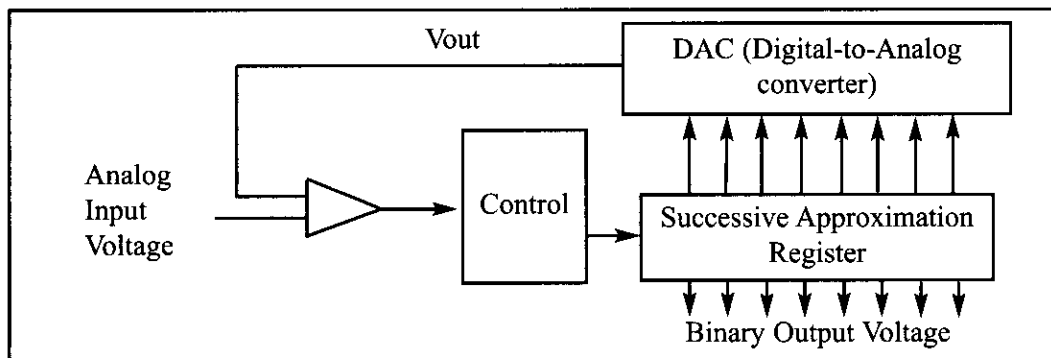 Vout
DAC (Digital-to-Analog
converter)
Analog
Input
Voltage
Control
Successive Approximation
Register
Binary Output Voltage